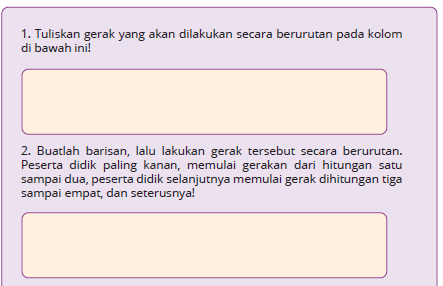 1. Tuliskan gerak yang akan dilakukan secara berurutan pada kolom
di bawah ini!
2. Buatlah barisan, lalu lakukan gerak tersebut secara berurutan.
Peserta didik paling kanan, memulai gerakan dari hitungan satu
sampai dua, peserta didik selanjutnya memulai gerak dihitungan tiga
sampai empat, dan seterusnya!